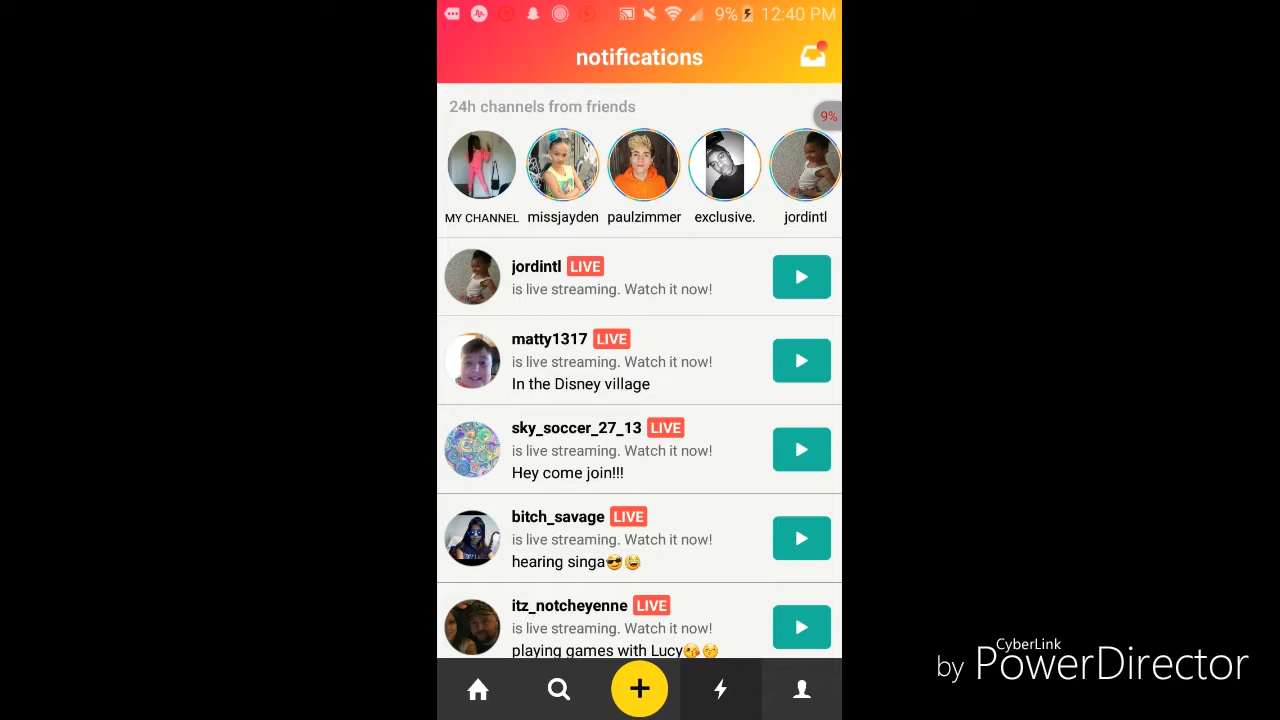 9% 12:40 PM
notifications
24h channels from friends
9%
MY CHANNEL missjayden paulzimmer exclusive. jordintl
jordintl LIVE
is live streaming. Watch it now!
matty1317 LIVE
is live streaming. Watch it now!
In the Disney village
sky_soccer_27_13 LIVE
is live streaming. Watch it now!
Hey come join!!!
bitch_savage LIVE
is live streaming. Watch it now!
hearing singa😎😄
itz_notcheyenne LIVE
is live streaming. Watch it now!
playing games with Lucy😘😚
CyberLink
by PowerDirector